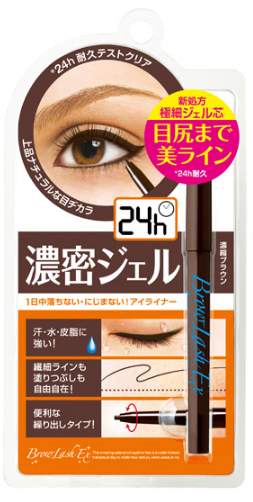 *24h 耐久テストクリア
上品ナチュラルな目ヂカラ
新処方
極細ジェル芯
目尻まで
美ライン
*24h耐久
24h
濃密ジェル
濃密ブラウン
1日中落ちない・にじまない!アイライナー
汗・水・皮脂に
強い!
繊細ラインも
塗りつぶしも
自由自在!
便利な
繰り出しタイプ!
BrowLash Ex
BrowLash Ex